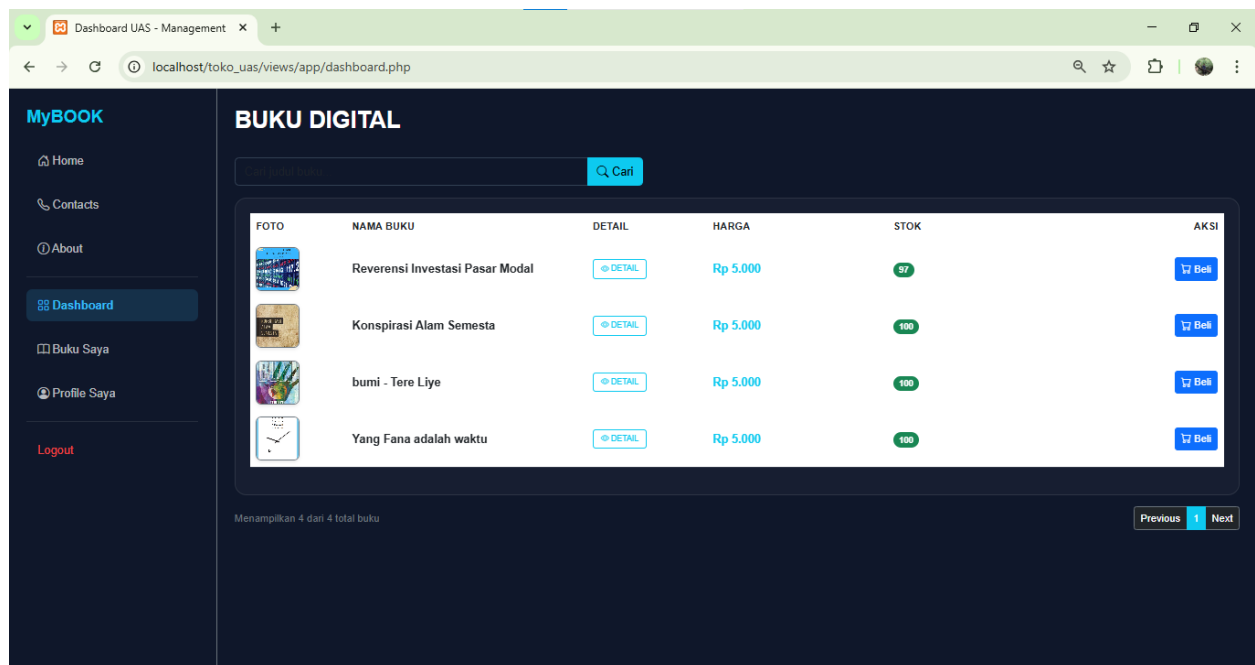 Dashboard UAS - Management
localhost/toko_uas/views/app/dashboard.php
MyBOOK
Home
Contacts
About
Dashboard
Buku Saya
Profile Saya
Logout
BUKU DIGITAL
Cari judul buku...
Cari
FOTO NAMA BUKU DETAIL HARGA STOK AKSI
Reverensi Investasi Pasar Modal DETAIL Rp 5.000 97 Beli
Konspirasi Alam Semesta DETAIL Rp 5.000 100 Beli
bumi - Tere Liye DETAIL Rp 5.000 100 Beli
Yang Fana adalah waktu DETAIL Rp 5.000 100 Beli
Menampilkan 4 dari 4 total buku
Previous 1 Next